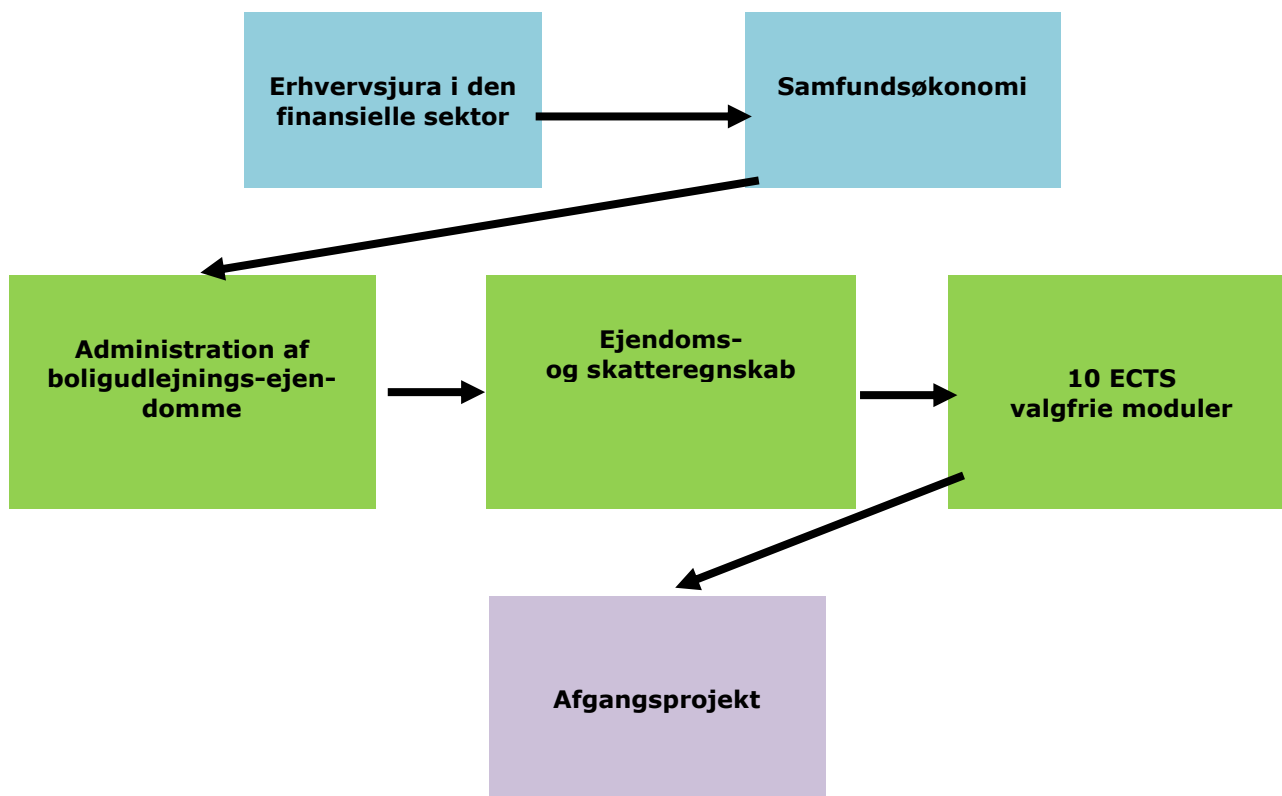 Erhvervsjura i den
finansielle sektor
Samfundsøkonomi
Administration af
boligudlejnings-ejen-
domme
Ejendoms-
og skatteregnskab
10 ECTS
valgfrie moduler
Afgangsprojekt